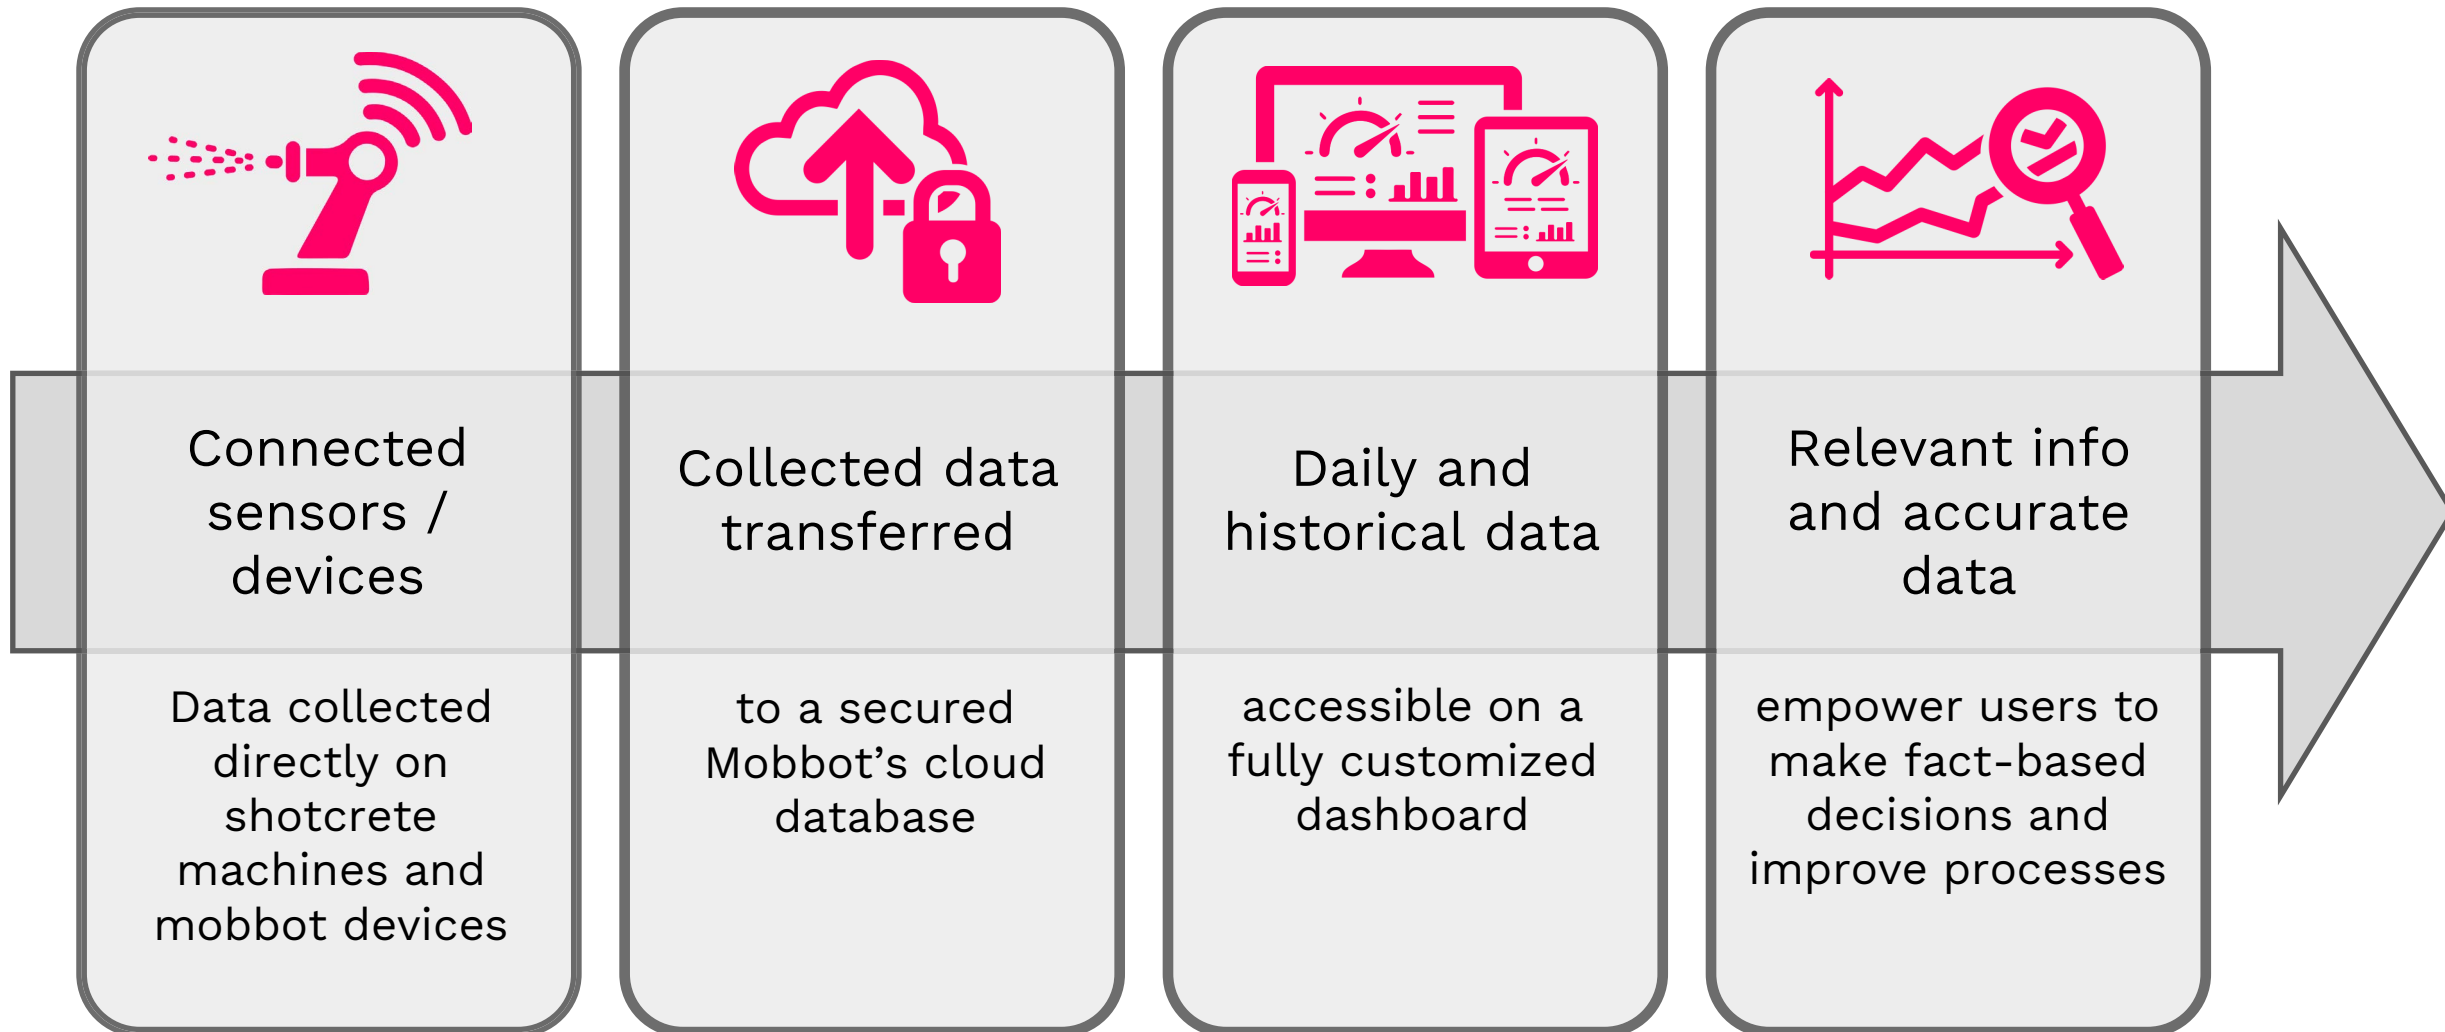 Connected
sensors /
devices
Data collected
directly on
shotcrete
machines and
mobbot devices
Collected data
transferred
to a secured
Mobbot’s cloud
database
Daily and
historical data
accessible on a
fully customized
dashboard
Relevant info
and accurate
data
empower users to
make fact-based
decisions and
improve processes